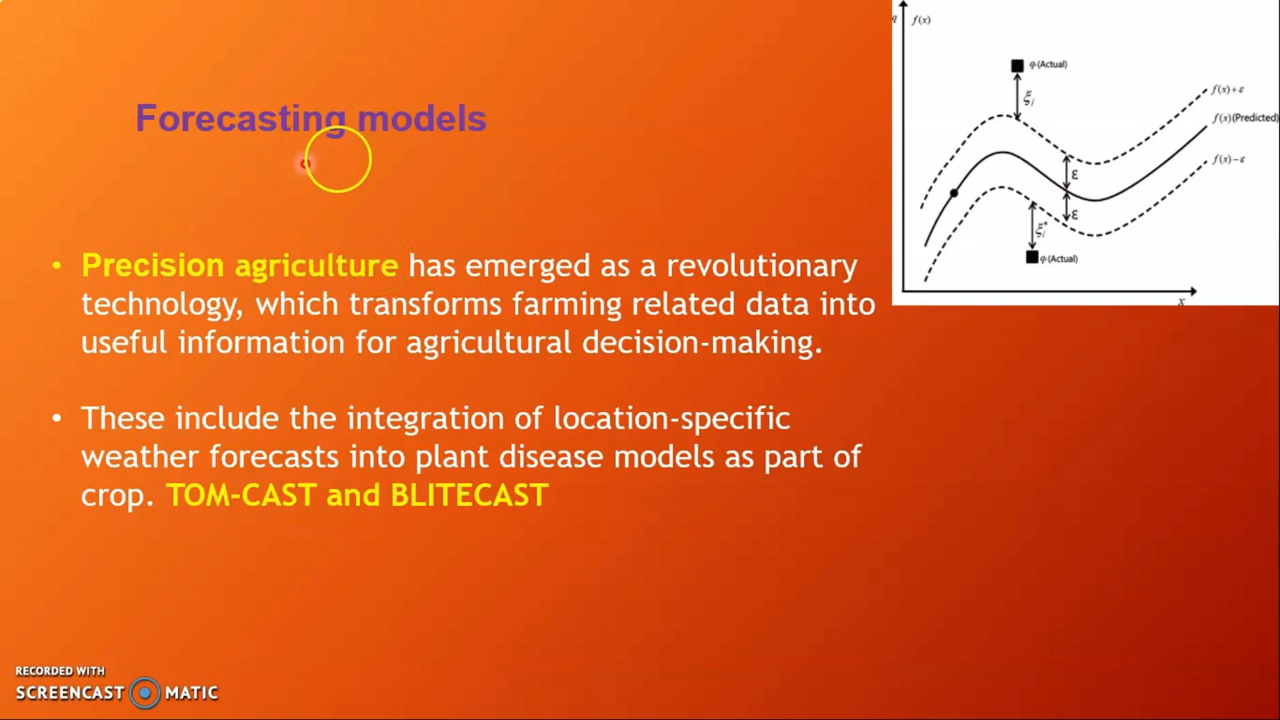 Forecasting models
• Precision agriculture has emerged as a revolutionary
technology, which transforms farming related data into
useful information for agricultural decision-making.
• These include the integration of location-specific
weather forecasts into plant disease models as part of
crop. TOM-CAST and BLITECAST
f(x)
(Actual)
ξ
f(x)+ε
f(x)(Predicted)
f(x)−ε
ε
ε
ξ*
(Actual)
x
RECORDED WITH
SCREENCAST MATIC